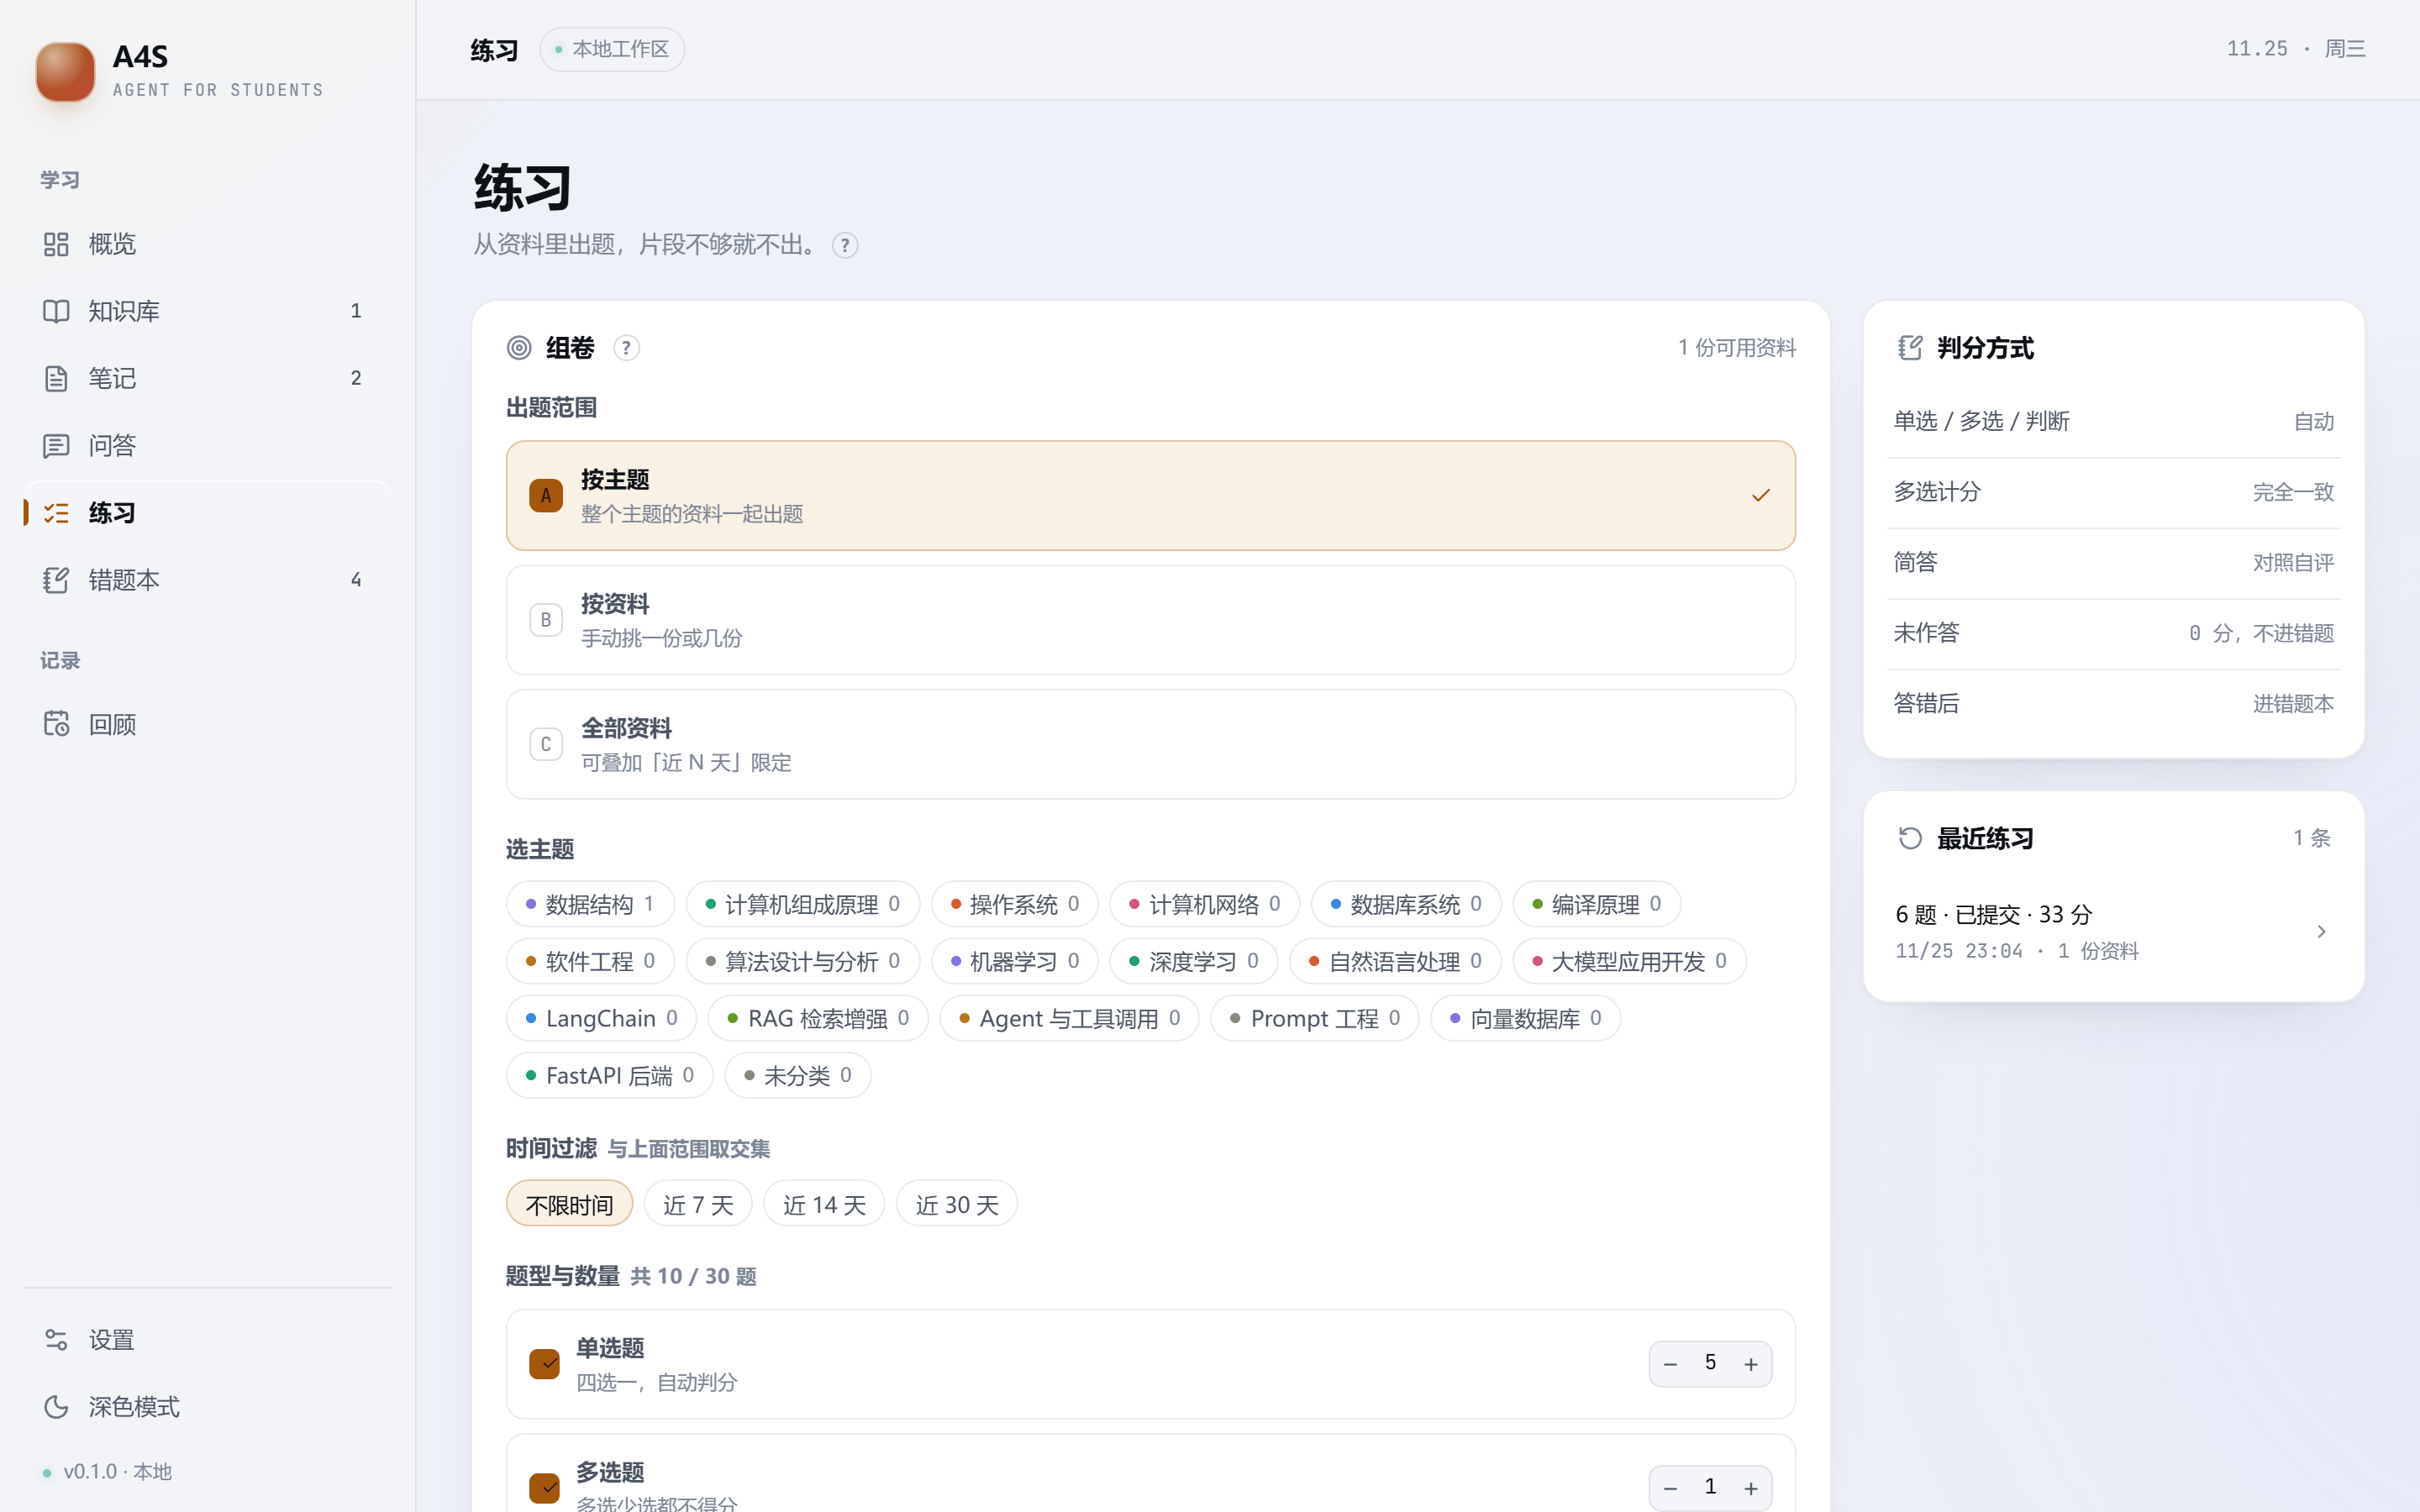 A4S
AGENT FOR STUDENTS
学习
概览
知识库 1
笔记 2
问答
练习
错题本 4
记录
回顾
设置
深色模式
v0.1.0 · 本地
练习 本地工作区 11.25 · 周三
练习
从资料里出题，片段不够就不出。 ?
组卷 ? 1 份可用资料
出题范围
A 按主题
整个主题的资料一起出题
B 按资料
手动挑一份或几份
C 全部资料
可叠加「近 N 天」限定
选主题
数据结构 1 计算机组成原理 0 操作系统 0 计算机网络 0 数据库系统 0 编译原理 0
软件工程 0 算法设计与分析 0 机器学习 0 深度学习 0 自然语言处理 0 大模型应用开发 0
LangChain 0 RAG 检索增强 0 Agent 与工具调用 0 Prompt 工程 0 向量数据库 0
FastAPI 后端 0 未分类 0
时间过滤 与上面范围取交集
不限时间 近 7 天 近 14 天 近 30 天
题型与数量 共 10 / 30 题
单选题
四选一，自动判分
− 5 +
多选题
多选少选都不得分
− 1 +
判分方式
单选 / 多选 / 判断 自动
多选计分 完全一致
简答 对照自评
未作答 0 分，不进错题
答错后 进错题本
最近练习 1 条
6 题 · 已提交 · 33 分
11/25 23:04 · 1 份资料